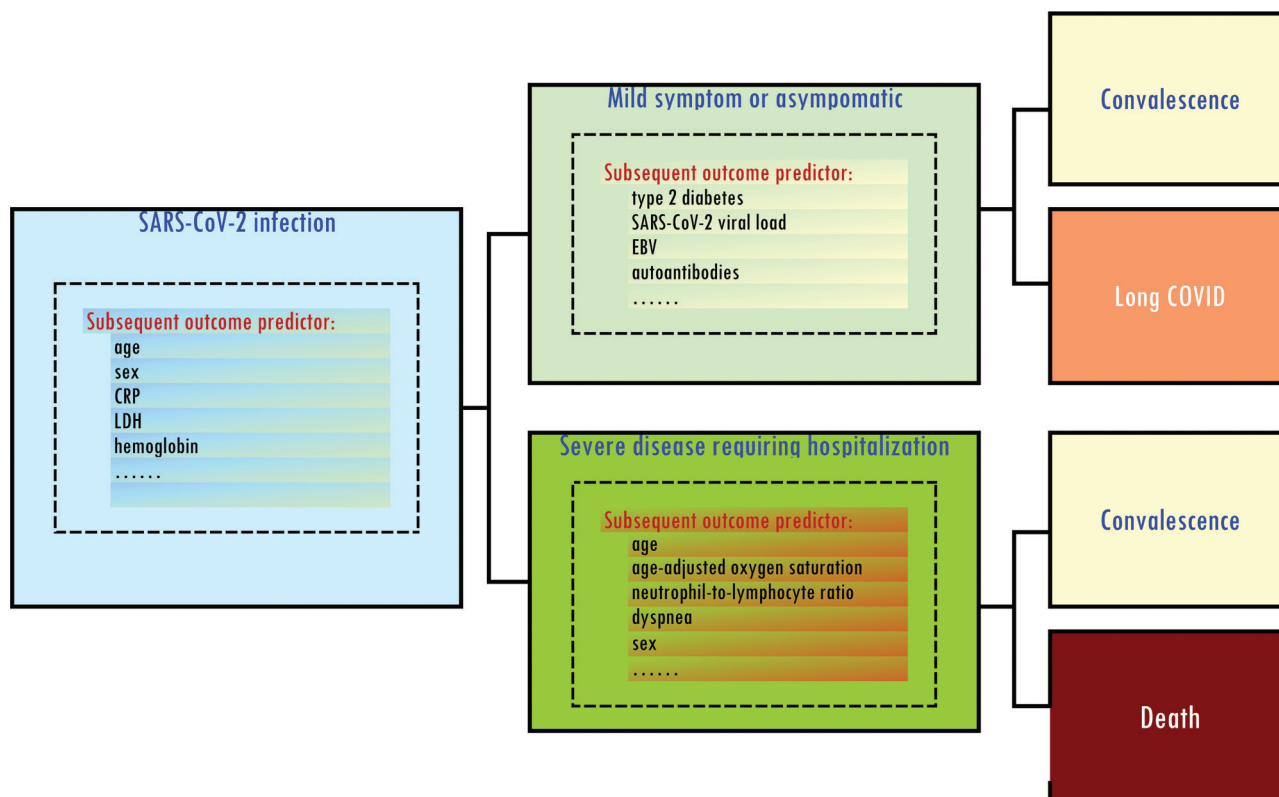 SARS-CoV-2 infection
Subsequent outcome predictor:
age
sex
CRP
LDH
hemoglobin
......
Mild symptom or asympomatic
Subsequent outcome predictor:
type 2 diabetes
SARS-CoV-2 viral load
EBV
autoantibodies
......
Severe disease requiring hospitalization
Subsequent outcome predictor:
age
age-adjusted oxygen saturation
neutrophil-to-lymphocyte ratio
dyspnea
sex
......
Convalescence
Long COVID
Convalescence
Death